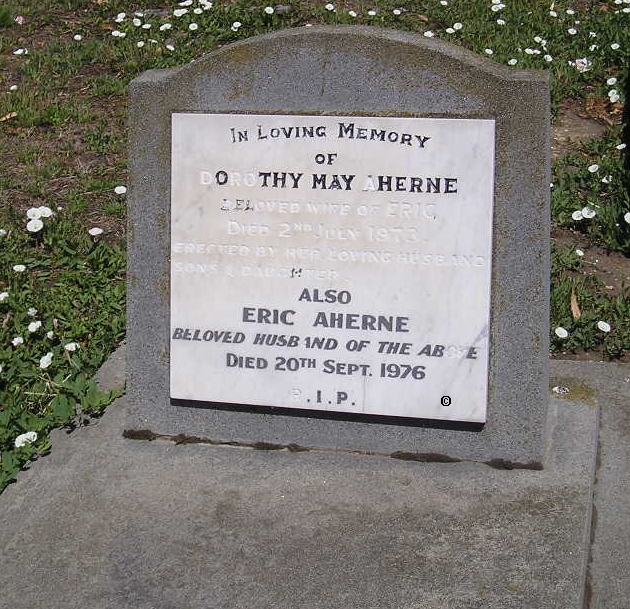 IN LOVING MEMORY
OF
DOROTHY MAY AHERNE
BELOVED WIFE OF ERIC
DIED 2ND JULY 1973.
ERECTED BY HER LOVING HUSBAND
SONS & DAUGHTER
ALSO
ERIC AHERNE
BELOVED HUSBAND OF THE ABOVE
DIED 20TH SEPT. 1976
R.I.P.
©